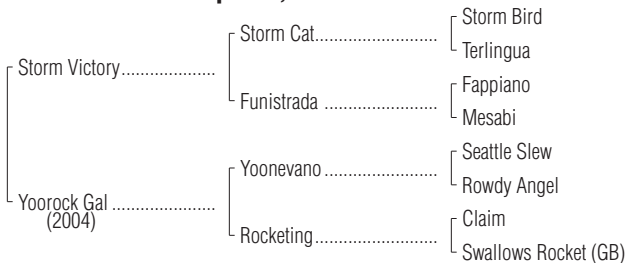 Storm Bird
Storm Cat....................
Terlingua
Storm Victory....................
Fappiano
Funistrada ........................
Mesabi
Seattle Slew
Yoonevano ........................
Rowdy Angel
Yoorock Gal ......................
(2004)
Claim
Rocketing..........................
Swallows Rocket (GB)